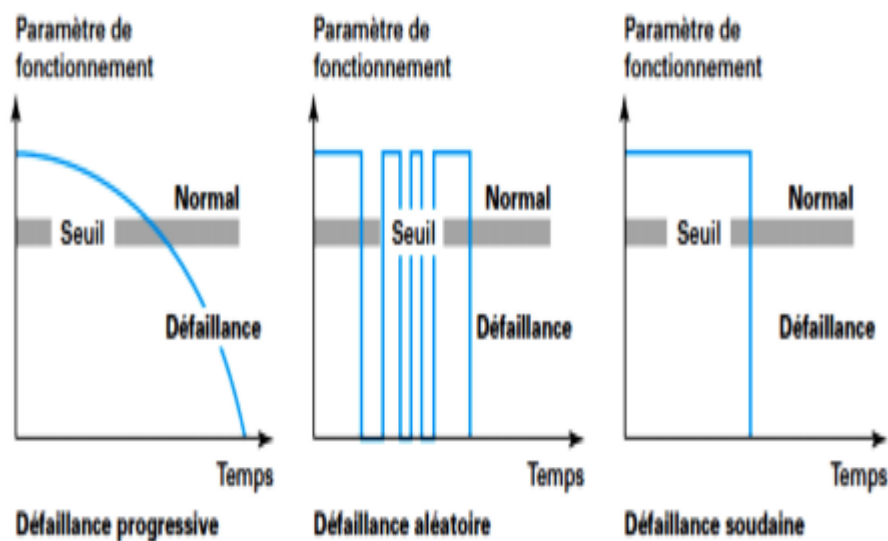 Paramètre de
fonctionnement
Normal
Seuil
Défaillance
Temps
Défaillance progressive
Paramètre de
fonctionnement
Normal
Seuil
Défaillance
Temps
Défaillance aléatoire
Paramètre de
fonctionnement
Normal
Seuil
Défaillance
Temps
Défaillance soudaine